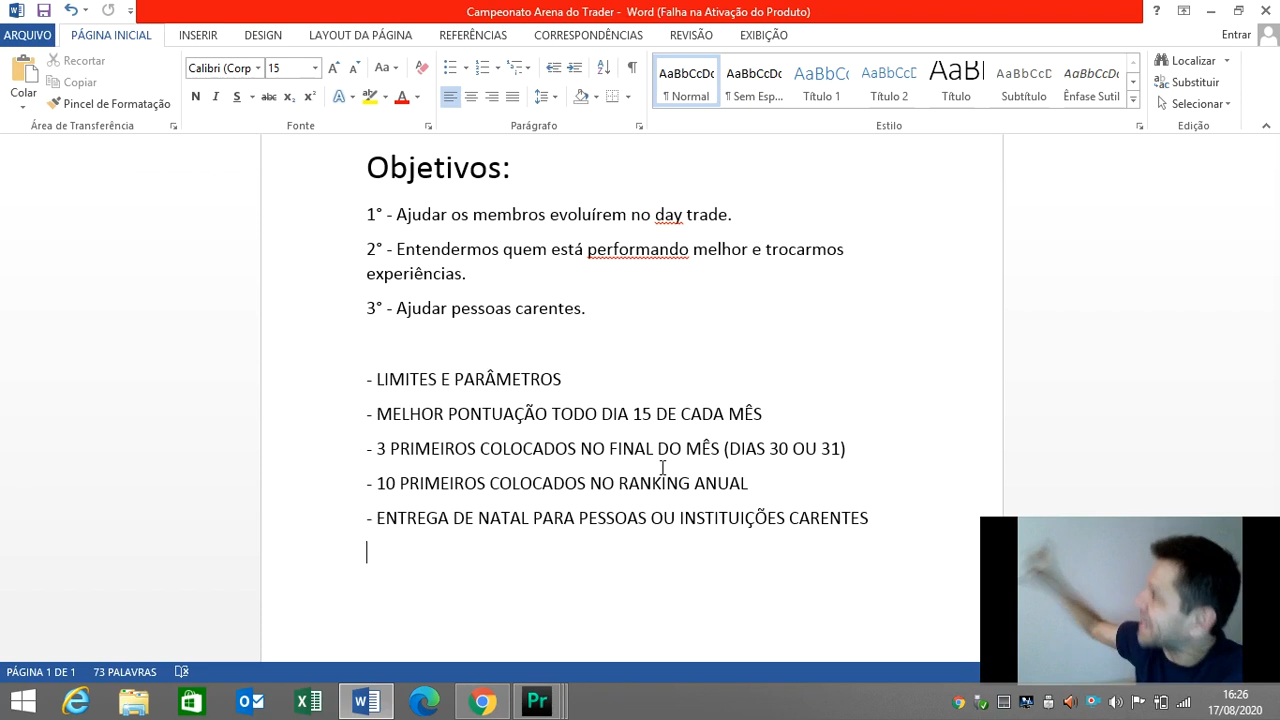 Campeonato Arena do Trader - Word (Falha na Ativação do Produto)
?
ARQUIVO PÁGINA INICIAL INSERIR DESIGN LAYOUT DA PÁGINA REFERÊNCIAS CORRESPONDÊNCIAS REVISÃO EXIBIÇÃO Entrar
Colar
Recortar
Copiar
Pincel de Formatação
Área de Transferência
Calibri (Corp 15 Aa
N I S abc x₂ x² A A
Fonte
Parágrafo
AaBbCcDc AaBbCcDc AaBbCc AaBbCcD AaBl AaBbCcD AaBbCcDc
¶ Normal ¶ Sem Esp... Título 1 Título 2 Título Subtítulo Ênfase Sutil
Estilo
Localizar
Substituir
Selecionar
Edição
Objetivos:
1° - Ajudar os membros evoluírem no day trade.
2° - Entendermos quem está performando melhor e trocarmos
experiências.
3° - Ajudar pessoas carentes.
- LIMITES E PARÂMETROS
- MELHOR PONTUAÇÃO TODO DIA 15 DE CADA MÊS
- 3 PRIMEIROS COLOCADOS NO FINAL DO MÊS (DIAS 30 OU 31)
- 10 PRIMEIROS COLOCADOS NO RANKING ANUAL
- ENTREGA DE NATAL PARA PESSOAS OU INSTITUIÇÕES CARENTES
PÁGINA 1 DE 1 73 PALAVRAS
Pr
16:26
17/08/2020